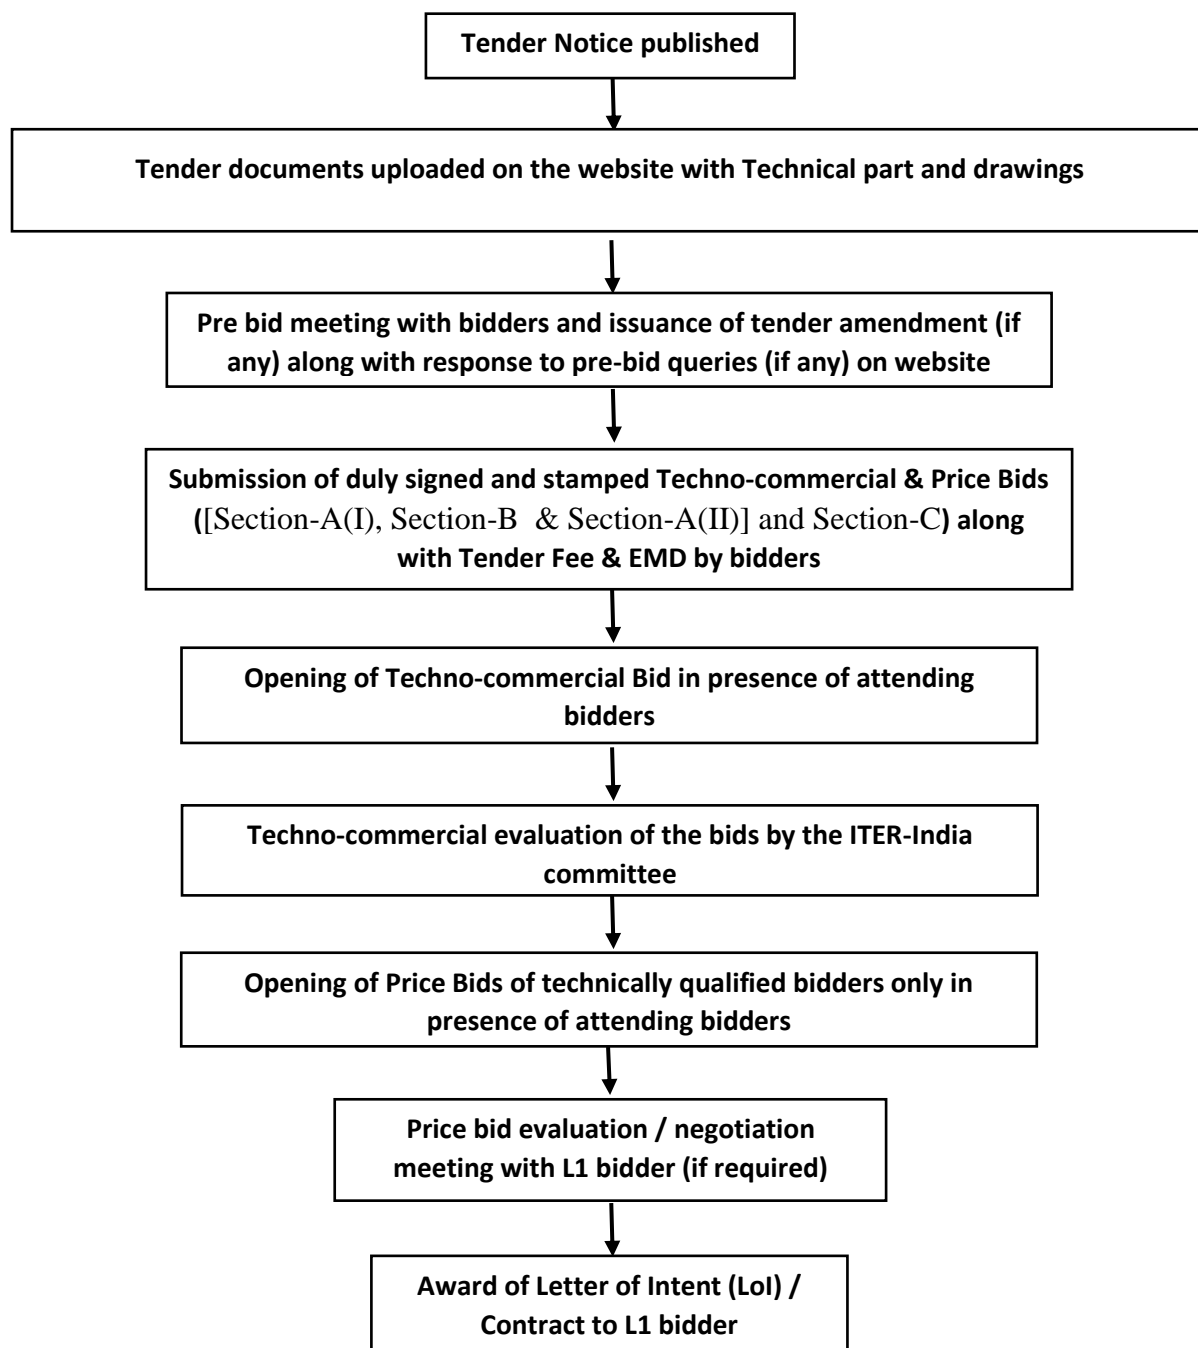 Tender Notice published
Tender documents uploaded on the website with Technical part and drawings
Pre bid meeting with bidders and issuance of tender amendment (if
any) along with response to pre-bid queries (if any) on website
Submission of duly signed and stamped Techno-commercial & Price Bids
([Section-A(I), Section-B & Section-A(II)] and Section-C) along
with Tender Fee & EMD by bidders
Opening of Techno-commercial Bid in presence of attending
bidders
Techno-commercial evaluation of the bids by the ITER-India
committee
Opening of Price Bids of technically qualified bidders only in
presence of attending bidders
Price bid evaluation / negotiation
meeting with L1 bidder (if required)
Award of Letter of Intent (LoI) /
Contract to L1 bidder